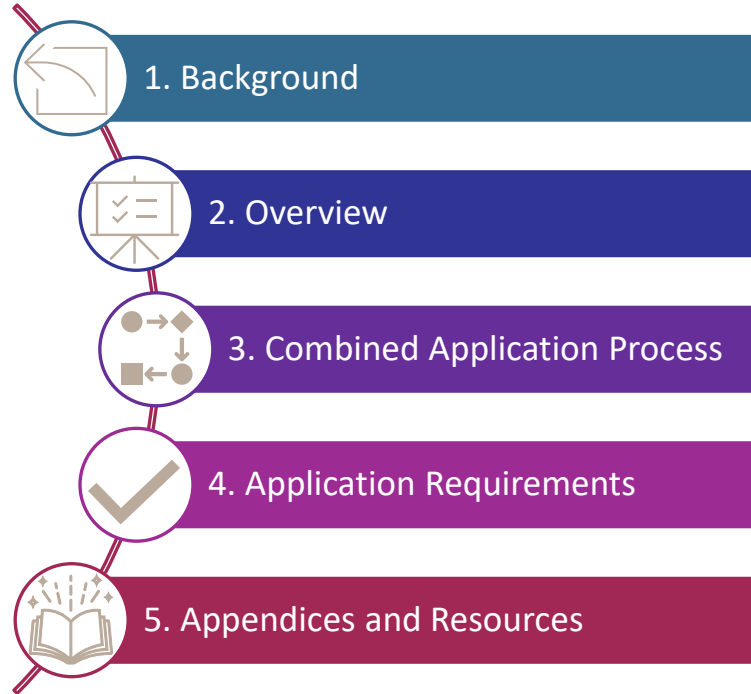 1. Background
2. Overview
3. Combined Application Process
4. Application Requirements
5. Appendices and Resources